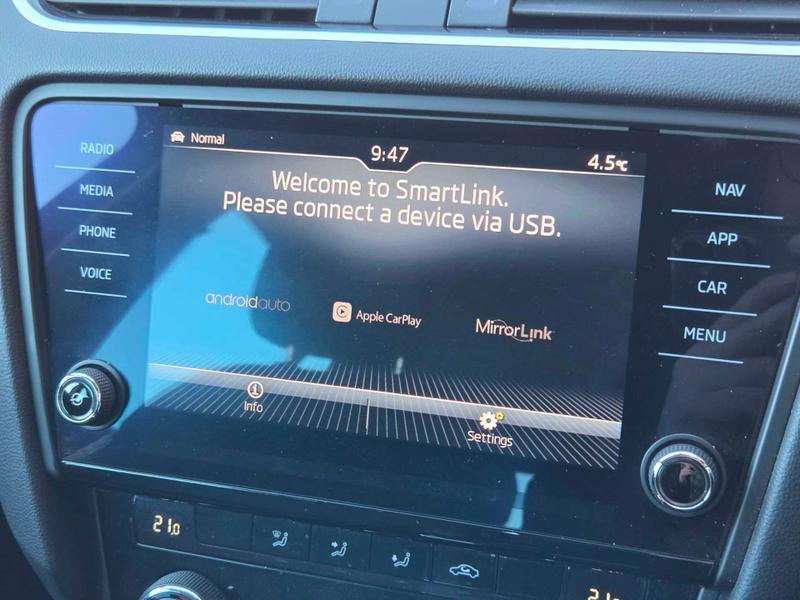 Normal
9:47
4.5°C
RADIO
MEDIA
PHONE
VOICE
Welcome to SmartLink.
Please connect a device via USB.
androidauto
Apple CarPlay
MirrorLink
Info
Settings
NAV
APP
CAR
MENU
21.0